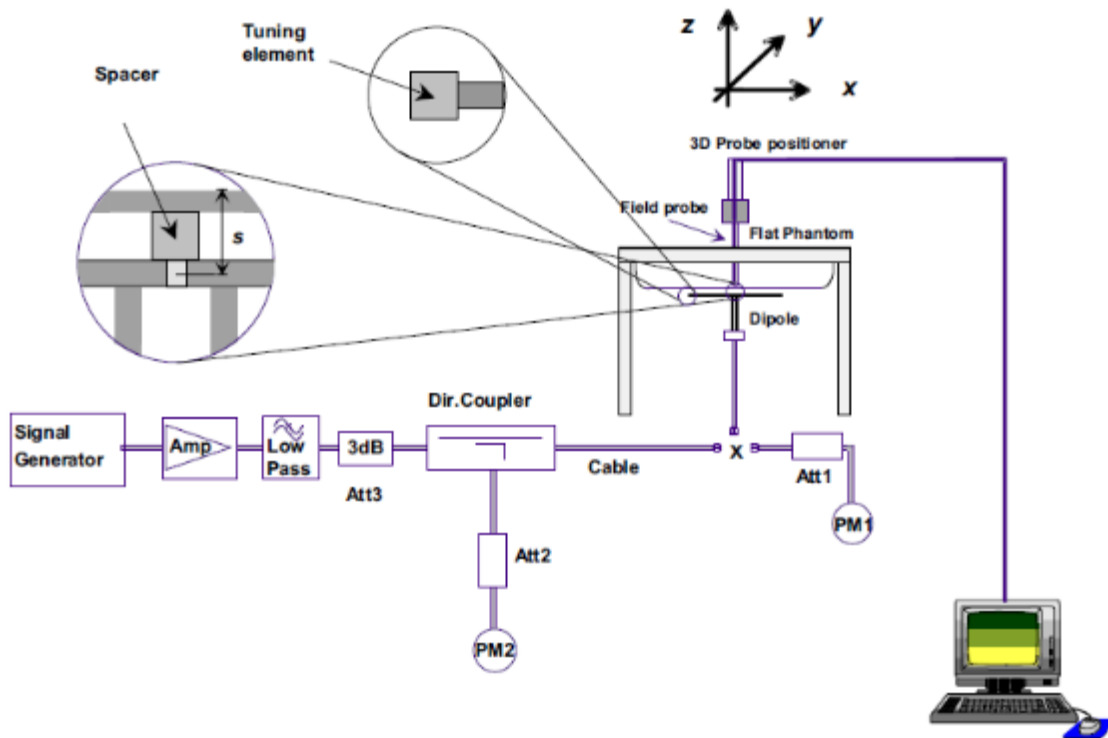 Tuning
element
Spacer
s
z
y
x
3D Probe positioner
Field probe
Flat Phantom
Dipole
Dir.Coupler
Signal
Generator
Amp
Low
Pass
3dB
Att3
Cable
X
Att1
PM1
Att2
PM2